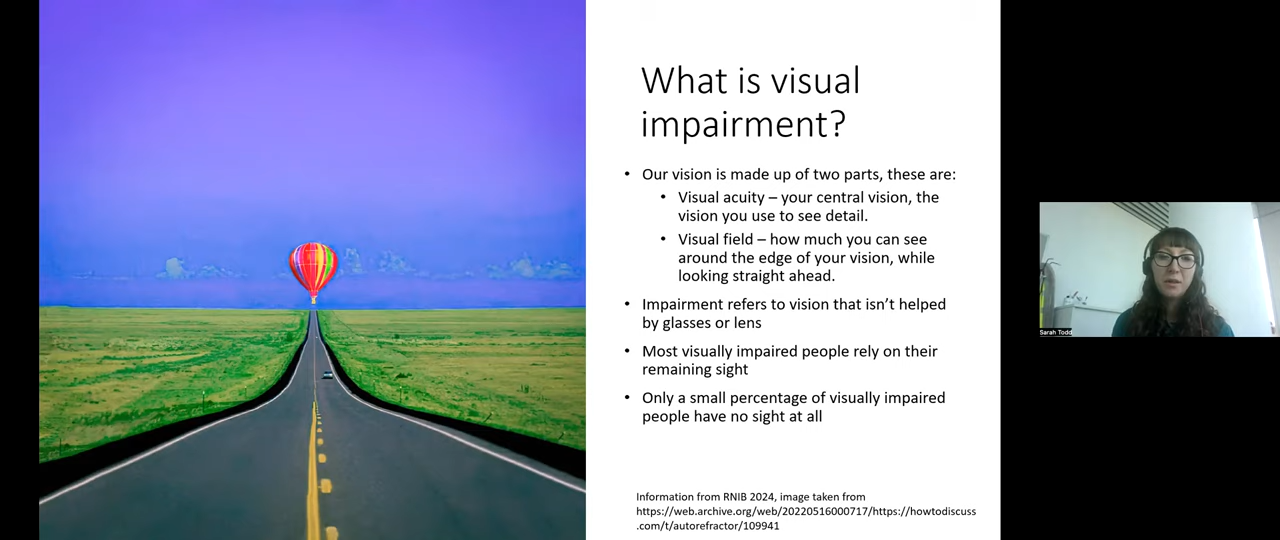 What is visual
impairment?
• Our vision is made up of two parts, these are:
• Visual acuity – your central vision, the
vision you use to see detail.
• Visual field – how much you can see
around the edge of your vision, while
looking straight ahead.
• Impairment refers to vision that isn’t helped
by glasses or lens
• Most visually impaired people rely on their
remaining sight
• Only a small percentage of visually impaired
people have no sight at all
Information from RNIB 2024, image taken from
https://web.archive.org/web/20220516000717/https://howtodiscuss
.com/t/autorefractor/109941
Sarah Todd